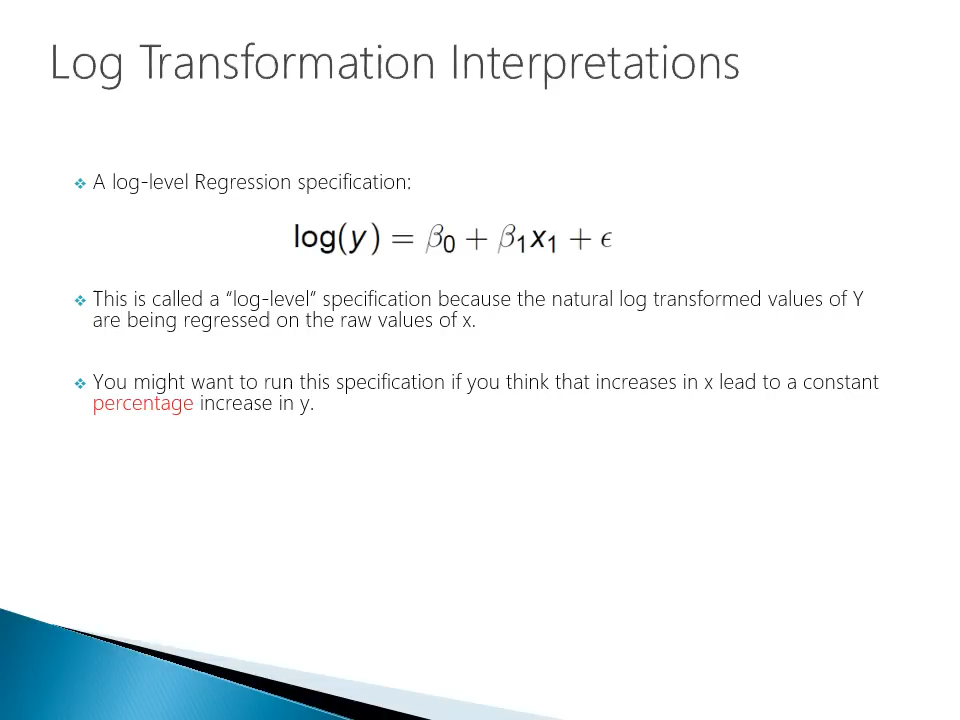 Log Transformation Interpretations
❖ A log-level Regression specification:
log(y) = β₀ + β₁x₁ + ϵ
❖ This is called a “log-level” specification because the natural log transformed values of Y
are being regressed on the raw values of x.
❖ You might want to run this specification if you think that increases in x lead to a constant
percentage increase in y.